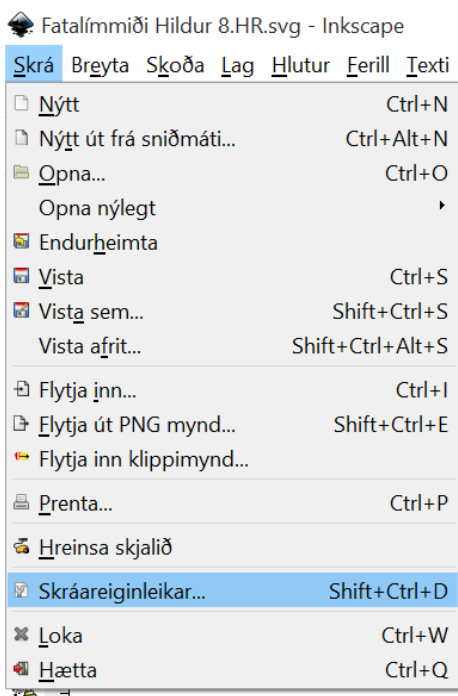 Fatalímmiði Hildur 8.HR.svg - Inkscape
Skrá Breyta Skoða Lag Hlutur Ferill Texti
Nýtt Ctrl+N
Nýtt út frá sniðmáti... Ctrl+Alt+N
Opna... Ctrl+O
Opna nýlegt
Endurheimta
Vista Ctrl+S
Vista sem... Shift+Ctrl+S
Vista afrit... Shift+Ctrl+Alt+S
Flytja inn... Ctrl+I
Flytja út PNG mynd... Shift+Ctrl+E
Flytja inn klippimynd...
Prenta... Ctrl+P
Hreinsa skjalið
Skráareiginleikar... Shift+Ctrl+D
Loka Ctrl+W
Hætta Ctrl+Q